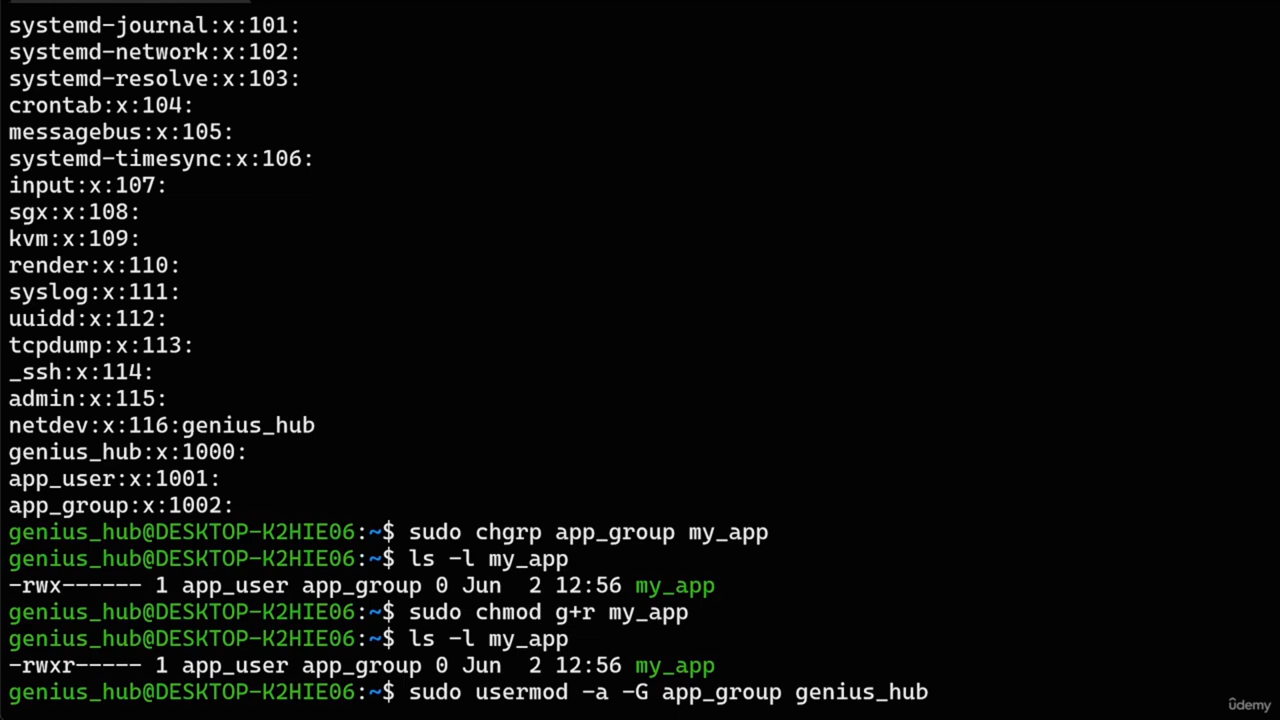 systemd-journal:x:101:
systemd-network:x:102:
systemd-resolve:x:103:
crontab:x:104:
messagebus:x:105:
systemd-timesync:x:106:
input:x:107:
sgx:x:108:
kvm:x:109:
render:x:110:
syslog:x:111:
uuidd:x:112:
tcpdump:x:113:
_ssh:x:114:
admin:x:115:
netdev:x:116:genius_hub
genius_hub:x:1000:
app_user:x:1001:
app_group:x:1002:
genius_hub@DESKTOP-K2HIE06:~$ sudo chgrp app_group my_app
genius_hub@DESKTOP-K2HIE06:~$ ls -l my_app
-rwx------ 1 app_user app_group 0 Jun  2 12:56 my_app
genius_hub@DESKTOP-K2HIE06:~$ sudo chmod g+r my_app
genius_hub@DESKTOP-K2HIE06:~$ ls -l my_app
-rwxr----- 1 app_user app_group 0 Jun  2 12:56 my_app
genius_hub@DESKTOP-K2HIE06:~$ sudo usermod -a -G app_group genius_hub
ûdemy